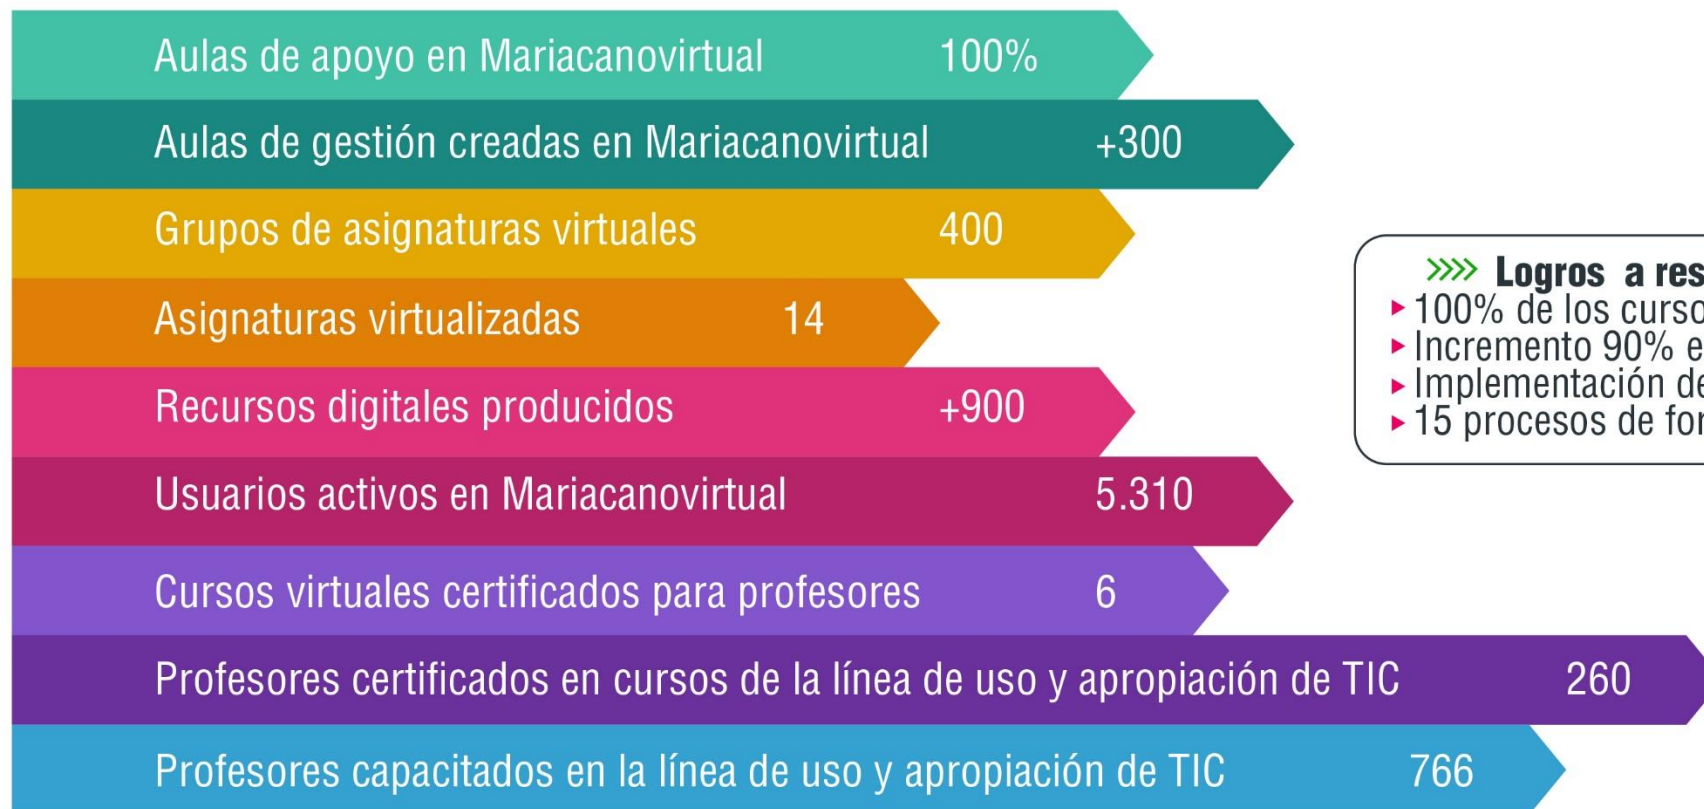 Aulas de apoyo en Mariacanovirtual 100%
Aulas de gestión creadas en Mariacanovirtual +300
Grupos de asignaturas virtuales 400
Asignaturas virtualizadas 14
Recursos digitales producidos +900
Usuarios activos en Mariacanovirtual 5.310
Cursos virtuales certificados para profesores 6
Profesores certificados en cursos de la línea de uso y apropiación de TIC 260
Profesores capacitados en la línea de uso y apropiación de TIC 766
Logros a
100% de los
Incremento 90%
Implementación
15 procesos de